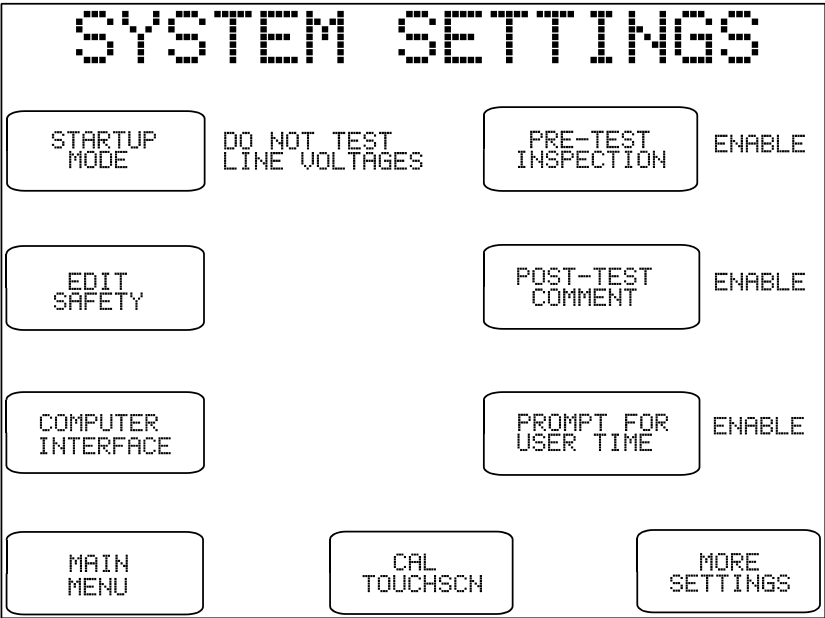 SYSTEM SETTINGS
STARTUP
MODE
DO NOT TEST
LINE VOLTAGES
PRE-TEST
INSPECTION
ENABLE
EDIT
SAFETY
POST-TEST
COMMENT
ENABLE
COMPUTER
INTERFACE
PROMPT FOR
USER TIME
ENABLE
MAIN
MENU
CAL
TOUCHSCN
MORE
SETTINGS